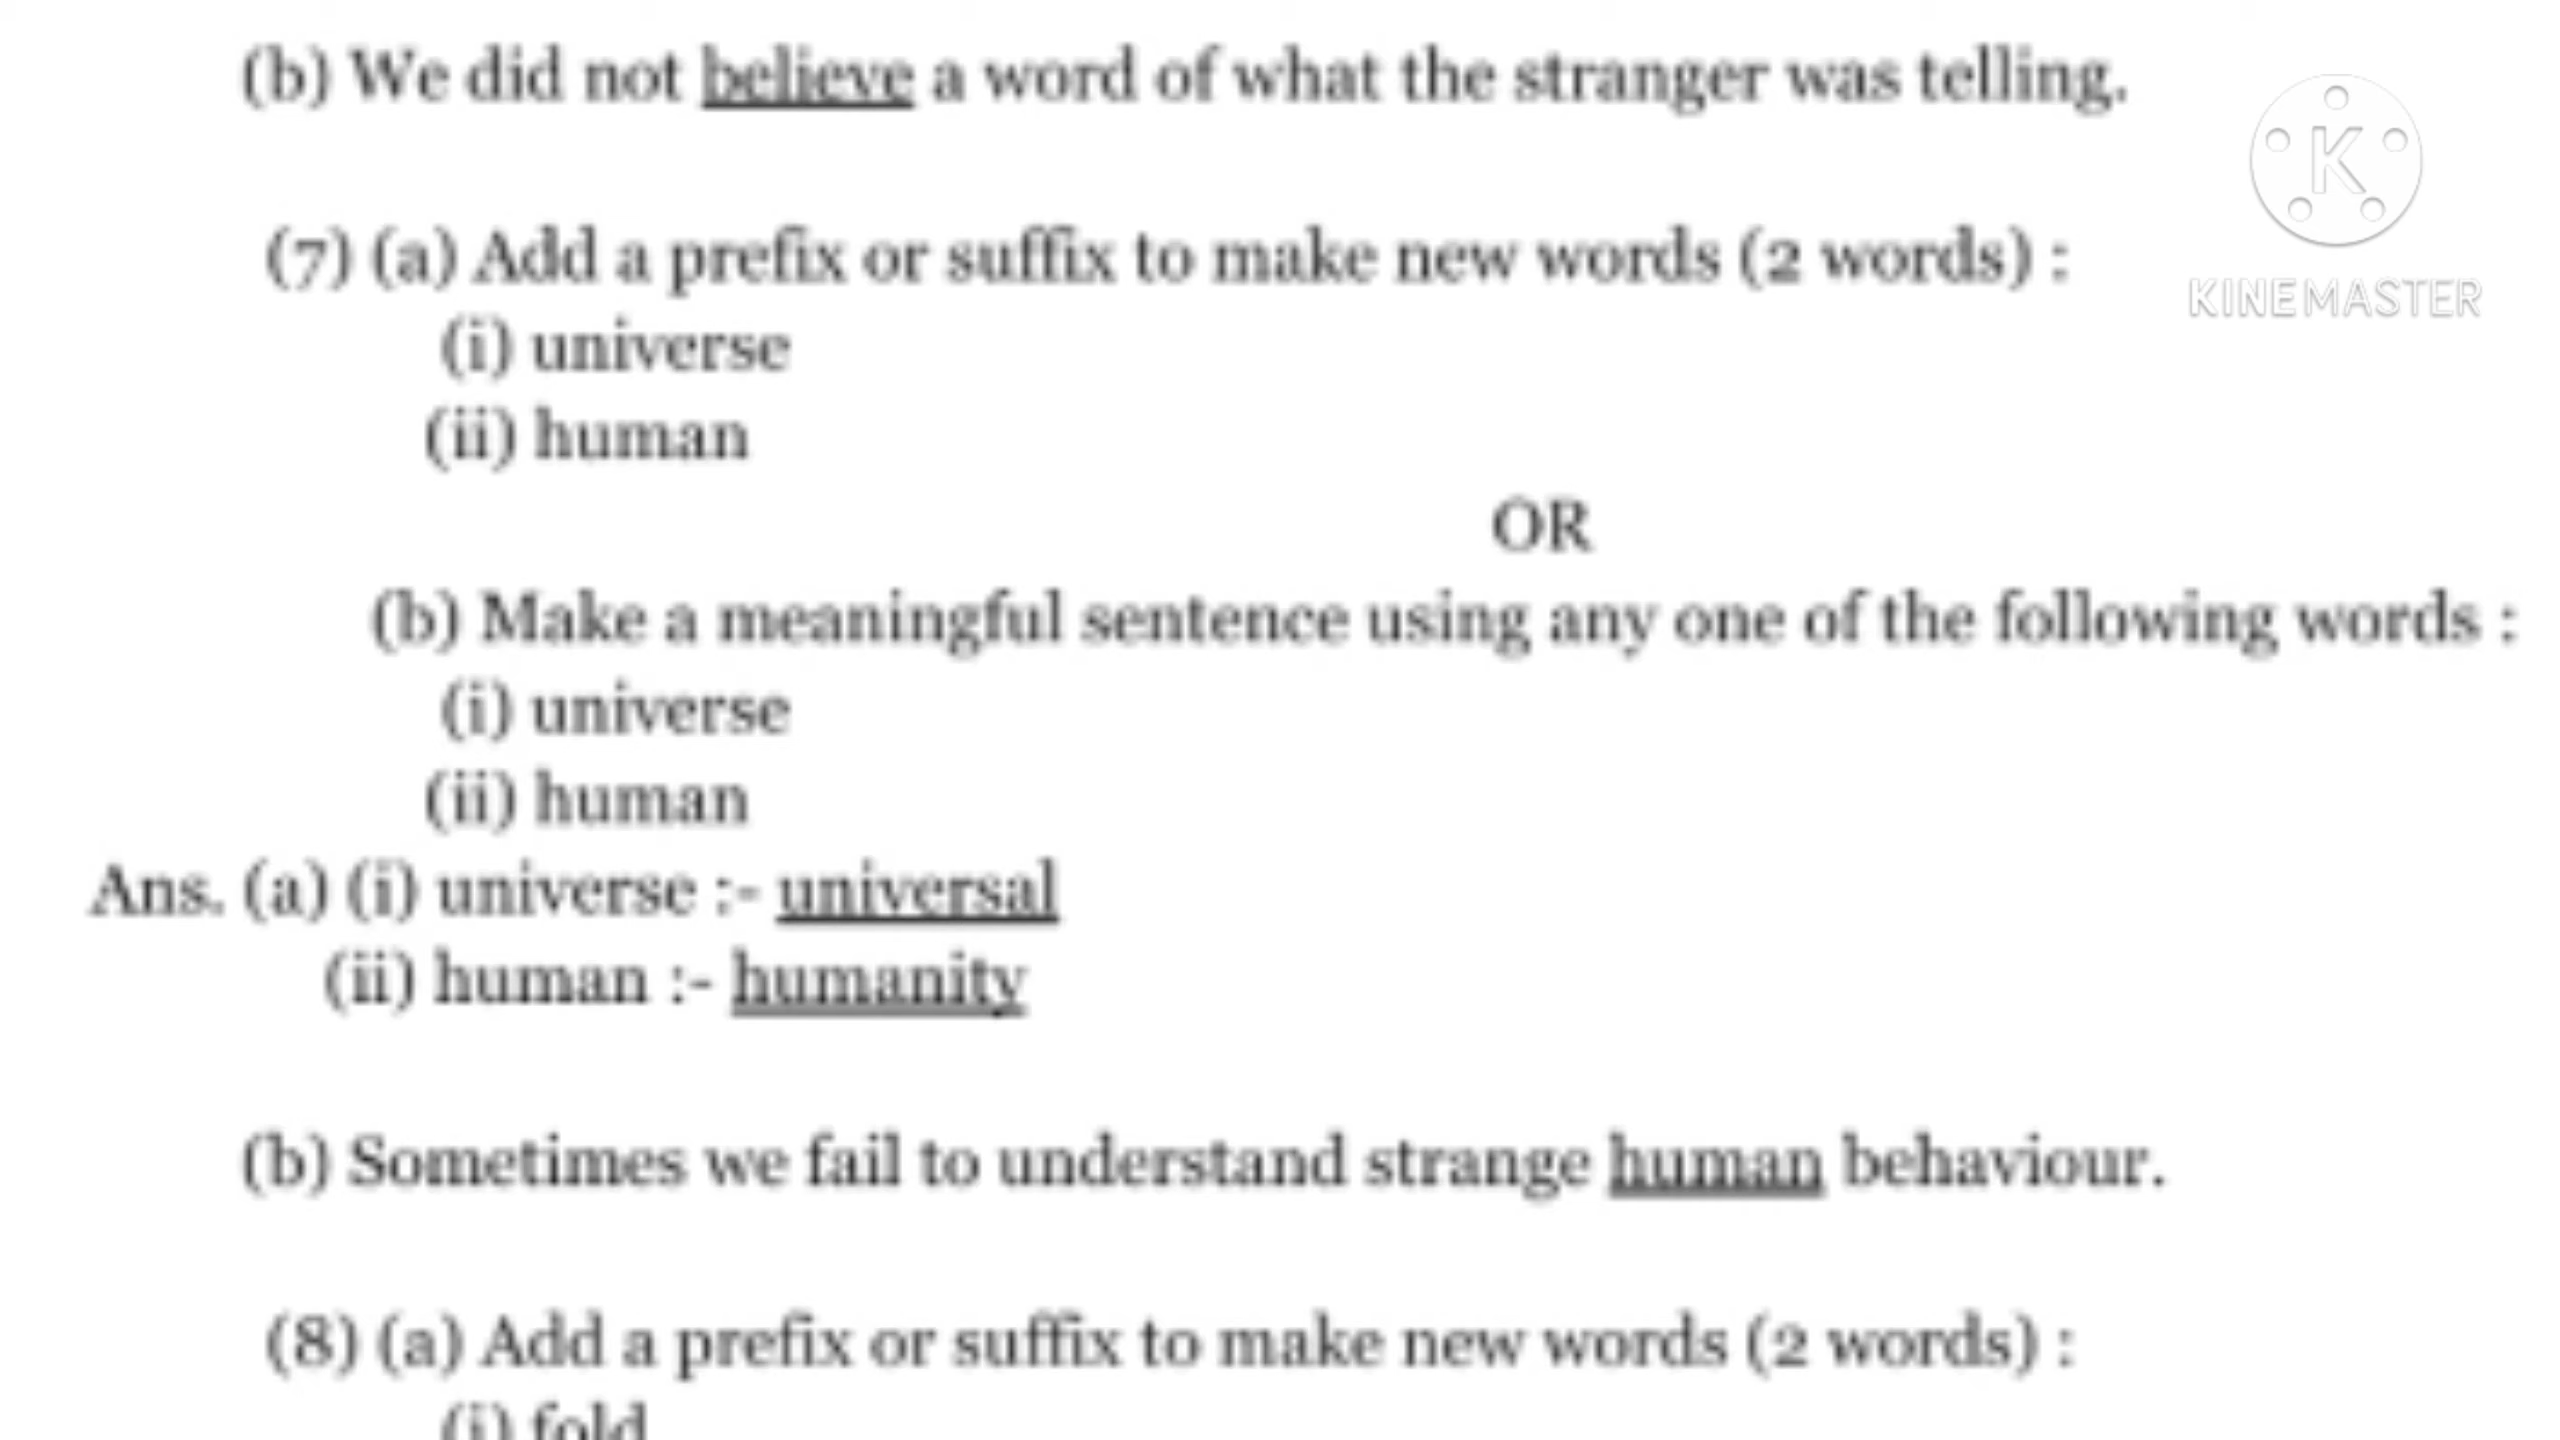 (b) We did not believe a word of what the stranger was telling.
(7) (a) Add a prefix or suffix to make new words (2 words) :
(i) universe
(ii) human
OR
(b) Make a meaningful sentence using any one of the following words :
(i) universe
(ii) human
Ans. (a) (i) universe :- universal
(ii) human :- humanity
(b) Sometimes we fail to understand strange human behaviour.
(8) (a) Add a prefix or suffix to make new words (2 words) :
(i) fold
K
KINEMASTER